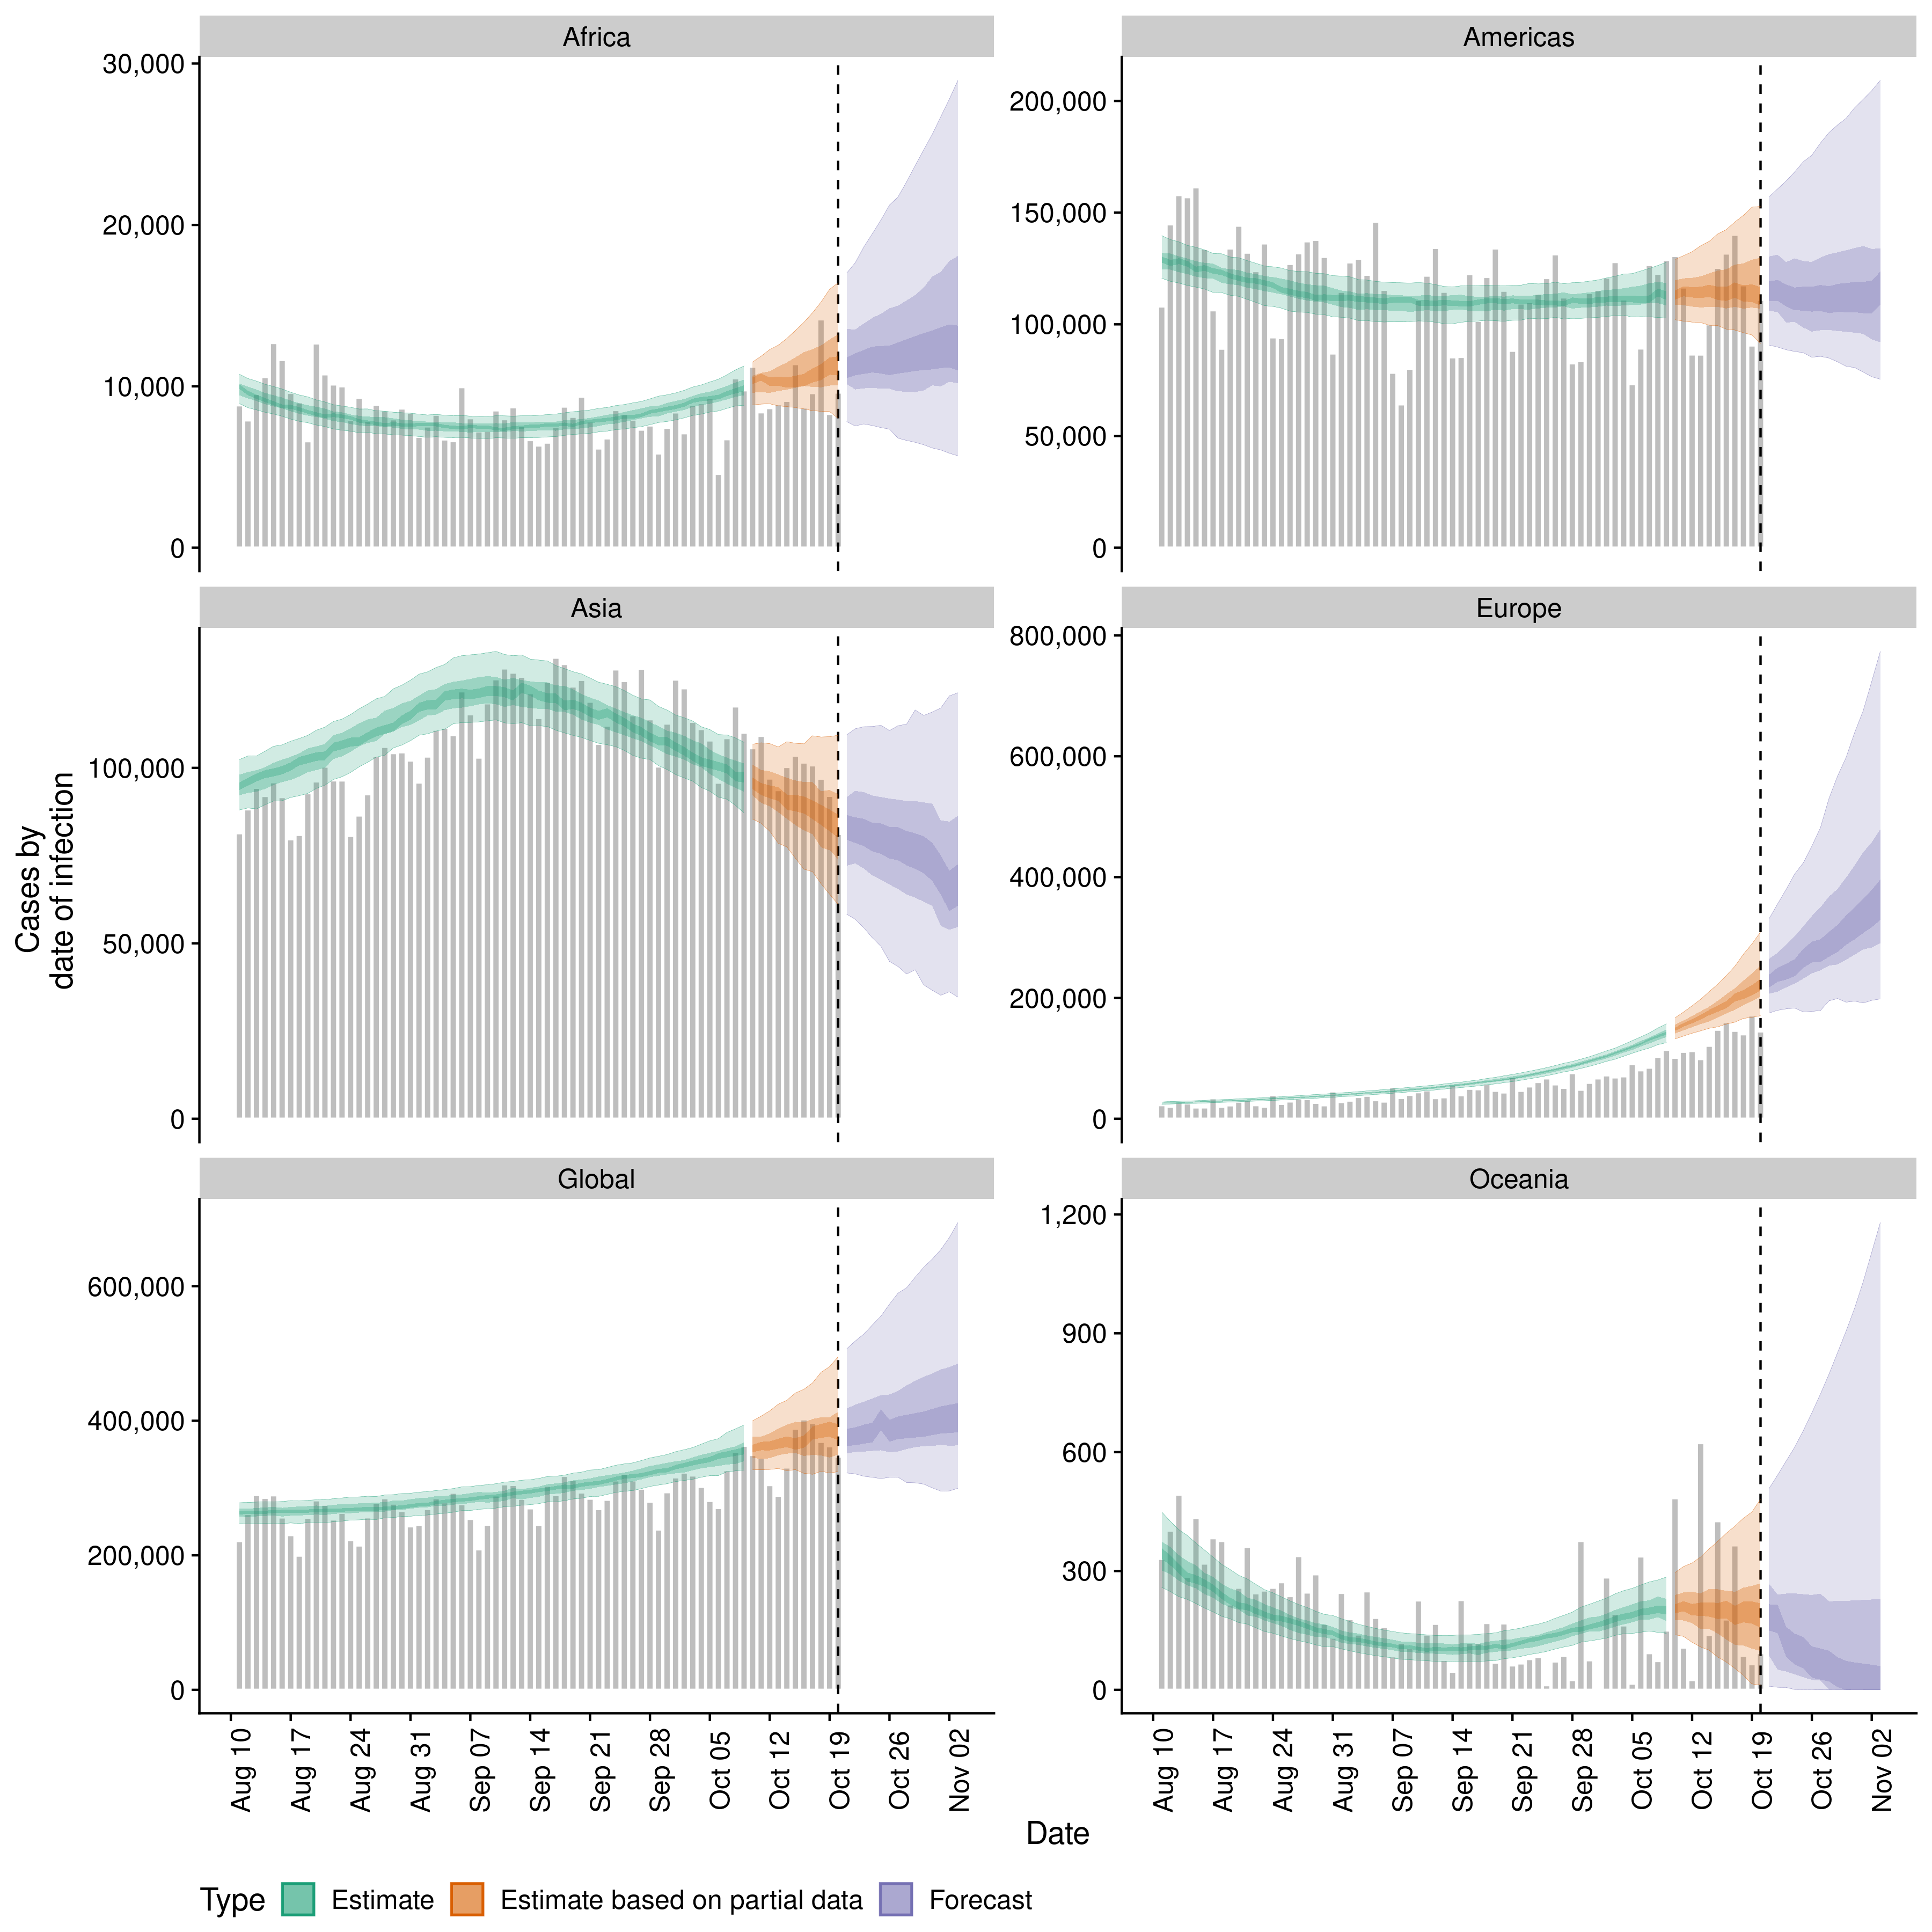 Africa
Americas
30,000
20,000
10,000
0
200,000
150,000
100,000
50,000
0
Asia
Europe
100,000
50,000
0
800,000
600,000
400,000
200,000
0
Cases by
date of infection
Global
Oceania
600,000
400,000
200,000
0
1,200
900
600
300
0
Aug 10
Aug 17
Aug 24
Aug 31
Sep 07
Sep 14
Sep 21
Sep 28
Oct 05
Oct 12
Oct 19
Oct 26
Nov 02
Aug 10
Aug 17
Aug 24
Aug 31
Sep 07
Sep 14
Sep 21
Sep 28
Oct 05
Oct 12
Oct 19
Oct 26
Nov 02
Date
Type Estimate Estimate based on partial data Forecast